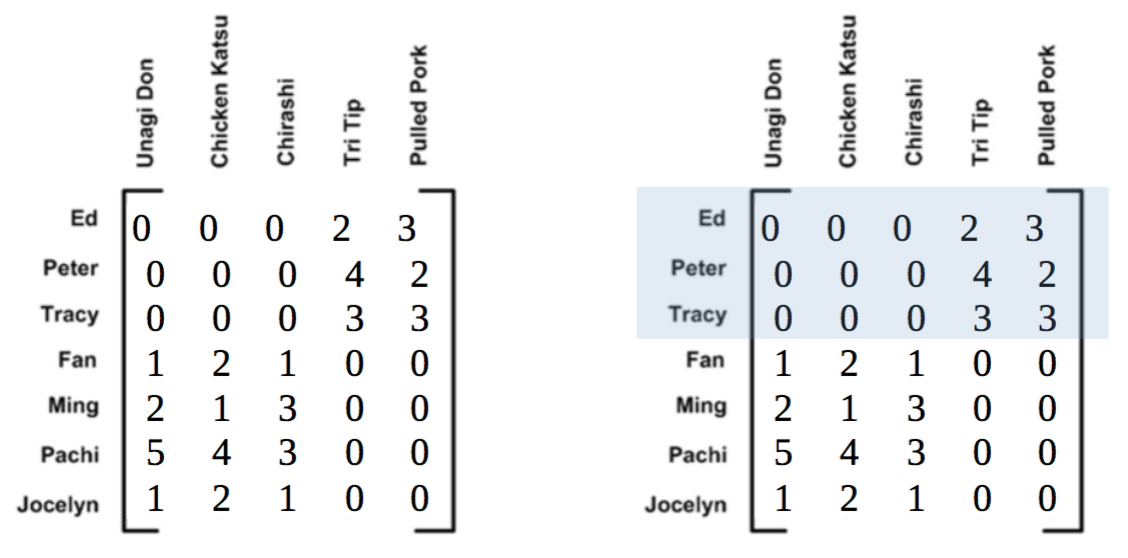 Unagi Don Chicken Katsu Chirashi Tri Tip Pulled Pork
Ed 0 0 0 2 3
Peter 0 0 0 4 2
Tracy 0 0 0 3 3
Fan 1 2 1 0 0
Ming 2 1 3 0 0
Pachi 5 4 3 0 0
Jocelyn 1 2 1 0 0
Unagi Don Chicken Katsu Chirashi Tri Tip Pulled Pork
Ed 0 0 0 2 3
Peter 0 0 0 4 2
Tracy 0 0 0 3 3
Fan 1 2 1 0 0
Ming 2 1 3 0 0
Pachi 5 4 3 0 0
Jocelyn 1 2 1 0 0